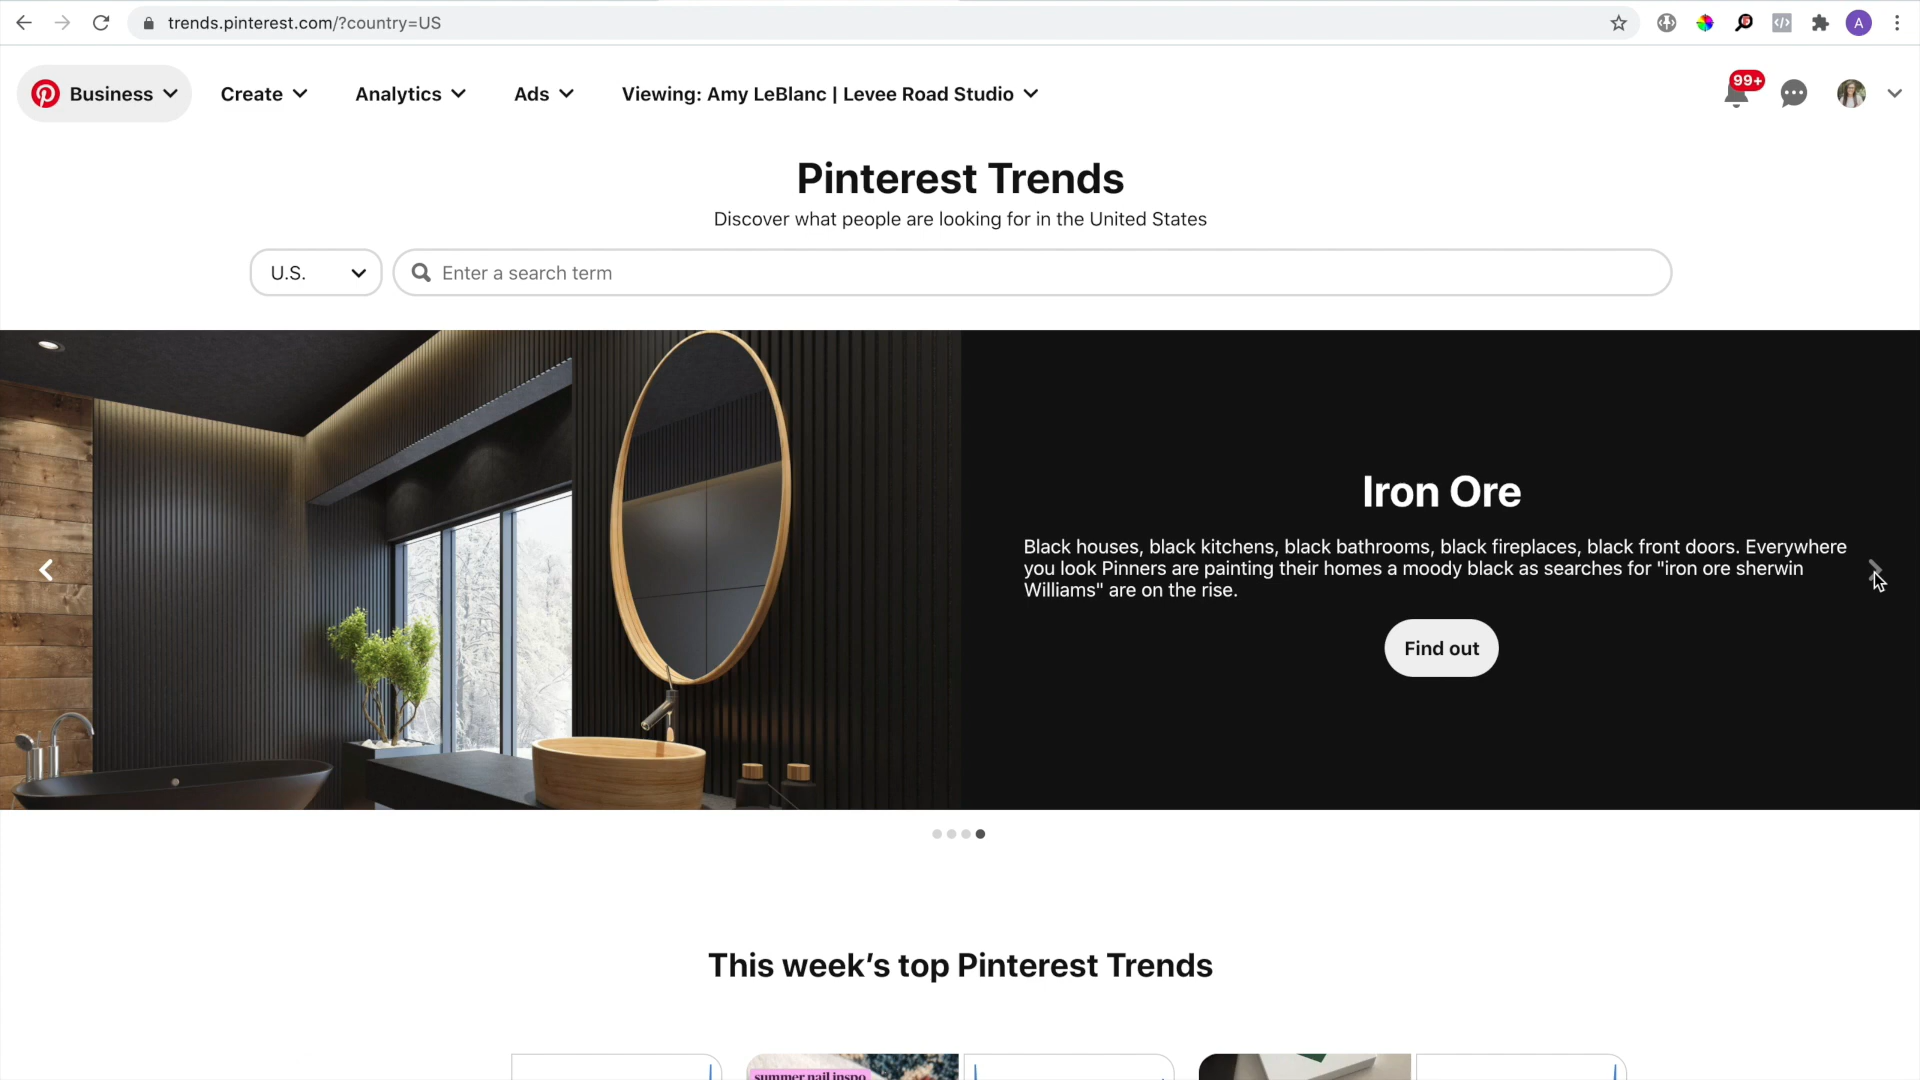 trends.pinterest.com/?country=US
A
Business
Create
Analytics
Ads
Viewing: Amy LeBlanc | Levee Road Studio
99+
Pinterest Trends
Discover what people are looking for in the United States
U.S.
Enter a search term
Iron Ore
Black houses, black kitchens, black bathrooms, black fireplaces, black front doors. Everywhere
you look Pinners are painting their homes a moody black as searches for "iron ore sherwin
Williams" are on the rise.
Find out
This week's top Pinterest Trends
summer nail inspo